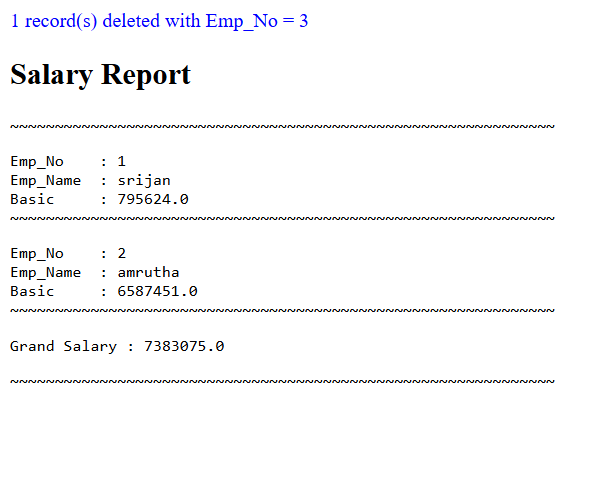 1 record(s) deleted with Emp_No = 3
Salary Report
~~~~~~~~~~~~~~~~~~~~~~~~~~~~~~~~~~~~~~~~~~~~~~~~~~~~~~~~~~~~~
Emp_No    : 1
Emp_Name  : srijan
Basic     : 795624.0
~~~~~~~~~~~~~~~~~~~~~~~~~~~~~~~~~~~~~~~~~~~~~~~~~~~~~~~~~~~~~
Emp_No    : 2
Emp_Name  : amrutha
Basic     : 6587451.0
~~~~~~~~~~~~~~~~~~~~~~~~~~~~~~~~~~~~~~~~~~~~~~~~~~~~~~~~~~~~~
Grand Salary : 7383075.0
~~~~~~~~~~~~~~~~~~~~~~~~~~~~~~~~~~~~~~~~~~~~~~~~~~~~~~~~~~~~~